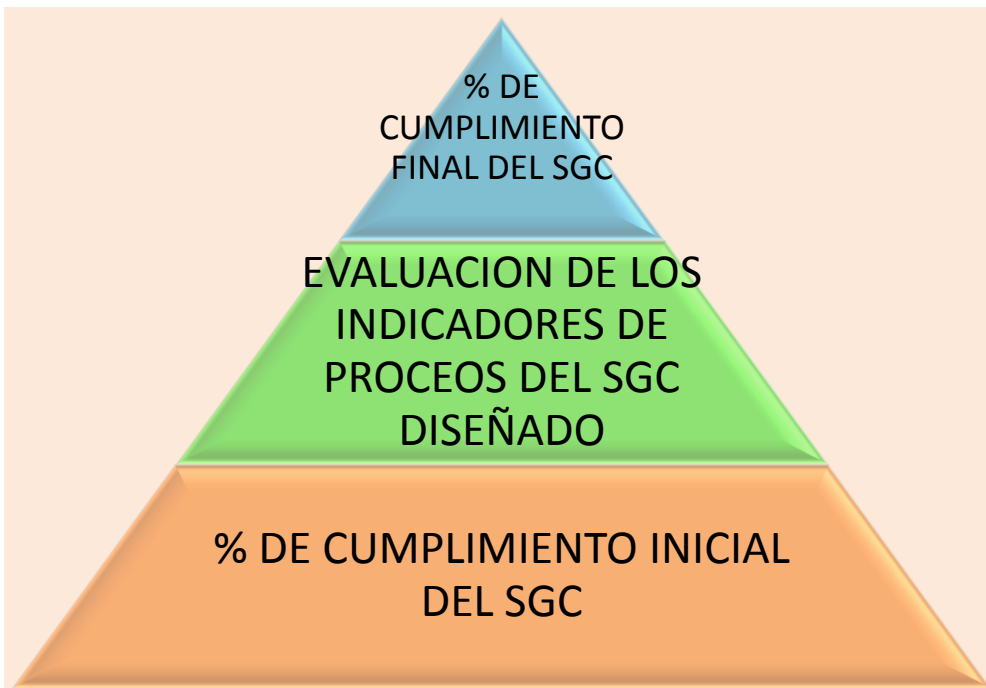 % DE
CUMPLIMIENTO
FINAL DEL SGC
EVALUACION DE LOS
INDICADORES DE
PROCEOS DEL SGC
DISEÑADO
% DE CUMPLIMIENTO INICIAL
DEL SGC